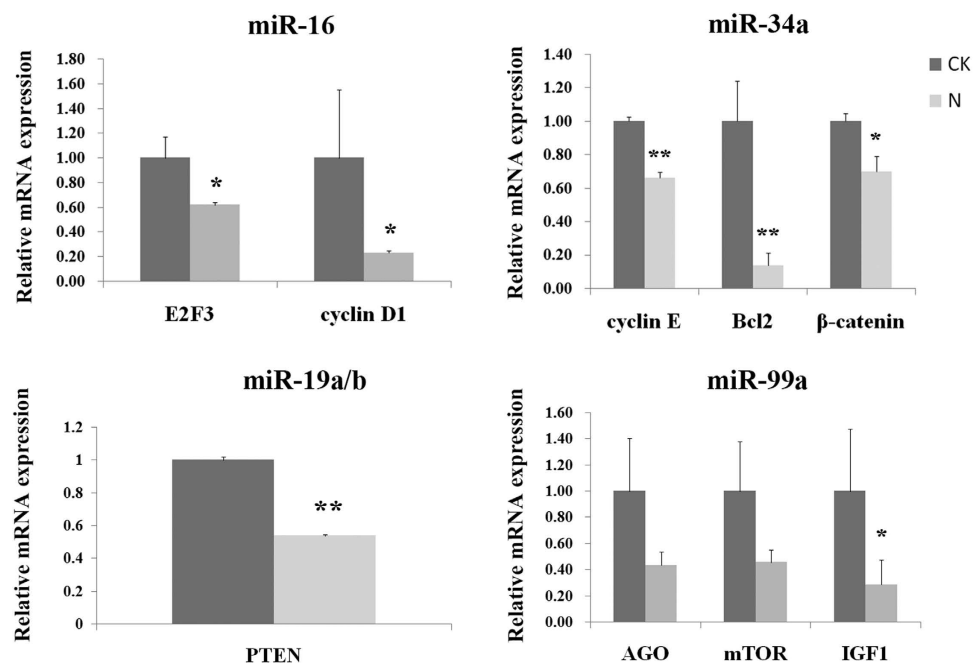 miR-16
Relative mRNA expression
1.80
1.60
1.40
1.20
1.00
0.80
0.60
0.40
0.20
0.00
*
*
E2F3 cyclin D1
miR-34a
Relative mRNA expression
1.40
1.20
1.00
0.80
0.60
0.40
0.20
0.00
**
**
*
cyclin E Bcl2 β-catenin
CK
N
miR-19a/b
Relative mRNA expression
1.2
1
0.8
0.6
0.4
0.2
0
**
PTEN
miR-99a
Relative mRNA expression
1.60
1.40
1.20
1.00
0.80
0.60
0.40
0.20
0.00
*
AGO mTOR IGF1